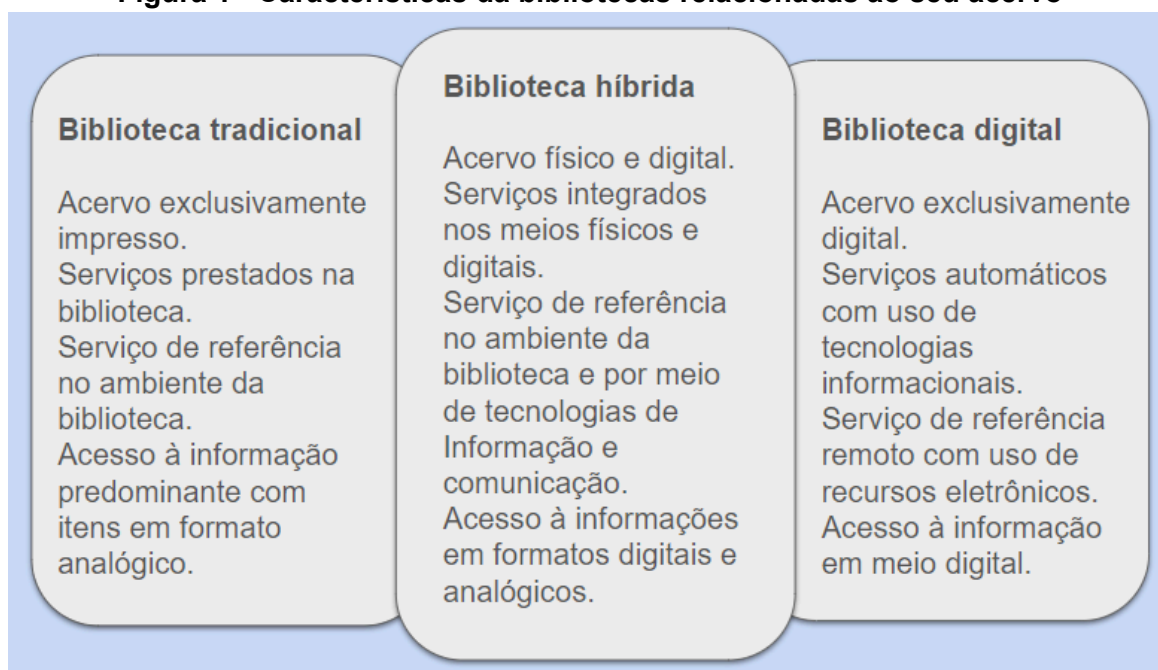 Biblioteca tradicional
Acervo exclusivamente
impresso.
Serviços prestados na
biblioteca.
Serviço de referência
no ambiente da
biblioteca.
Acesso à informação
predominante com
itens em formato
analógico.
Biblioteca híbrida
Acervo físico e digital.
Serviços integrados
nos meios físicos e
digitais.
Serviço de referência
no ambiente da
biblioteca e por meio
de tecnologias de
Informação e
comunicação.
Acesso à informações
em formatos digitais e
analógicos.
Biblioteca digital
Acervo exclusivamente
digital.
Serviços automáticos
com uso de
tecnologias
informacionais.
Serviço de referência
remoto com uso de
recursos eletrônicos.
Acesso à informação
em meio digital.